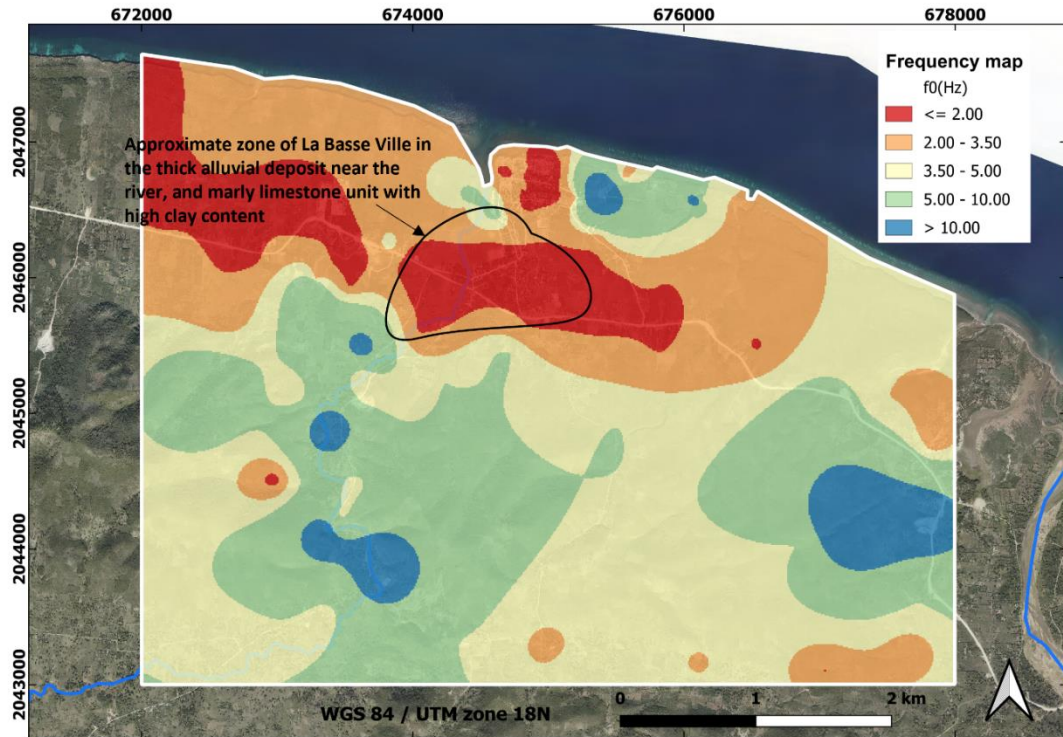 672000
674000
676000
678000
Frequency map
f0(Hz)
<= 2.00
2.00 - 3.50
3.50 - 5.00
5.00 - 10.00
> 10.00
2047000
2046000
2045000
2044000
2043000
Approximate zone of La Basse Ville in
the thick alluvial deposit near the
river, and marly limestone unit with
high clay content
WGS 84 / UTM zone 18N
0
1
2 km